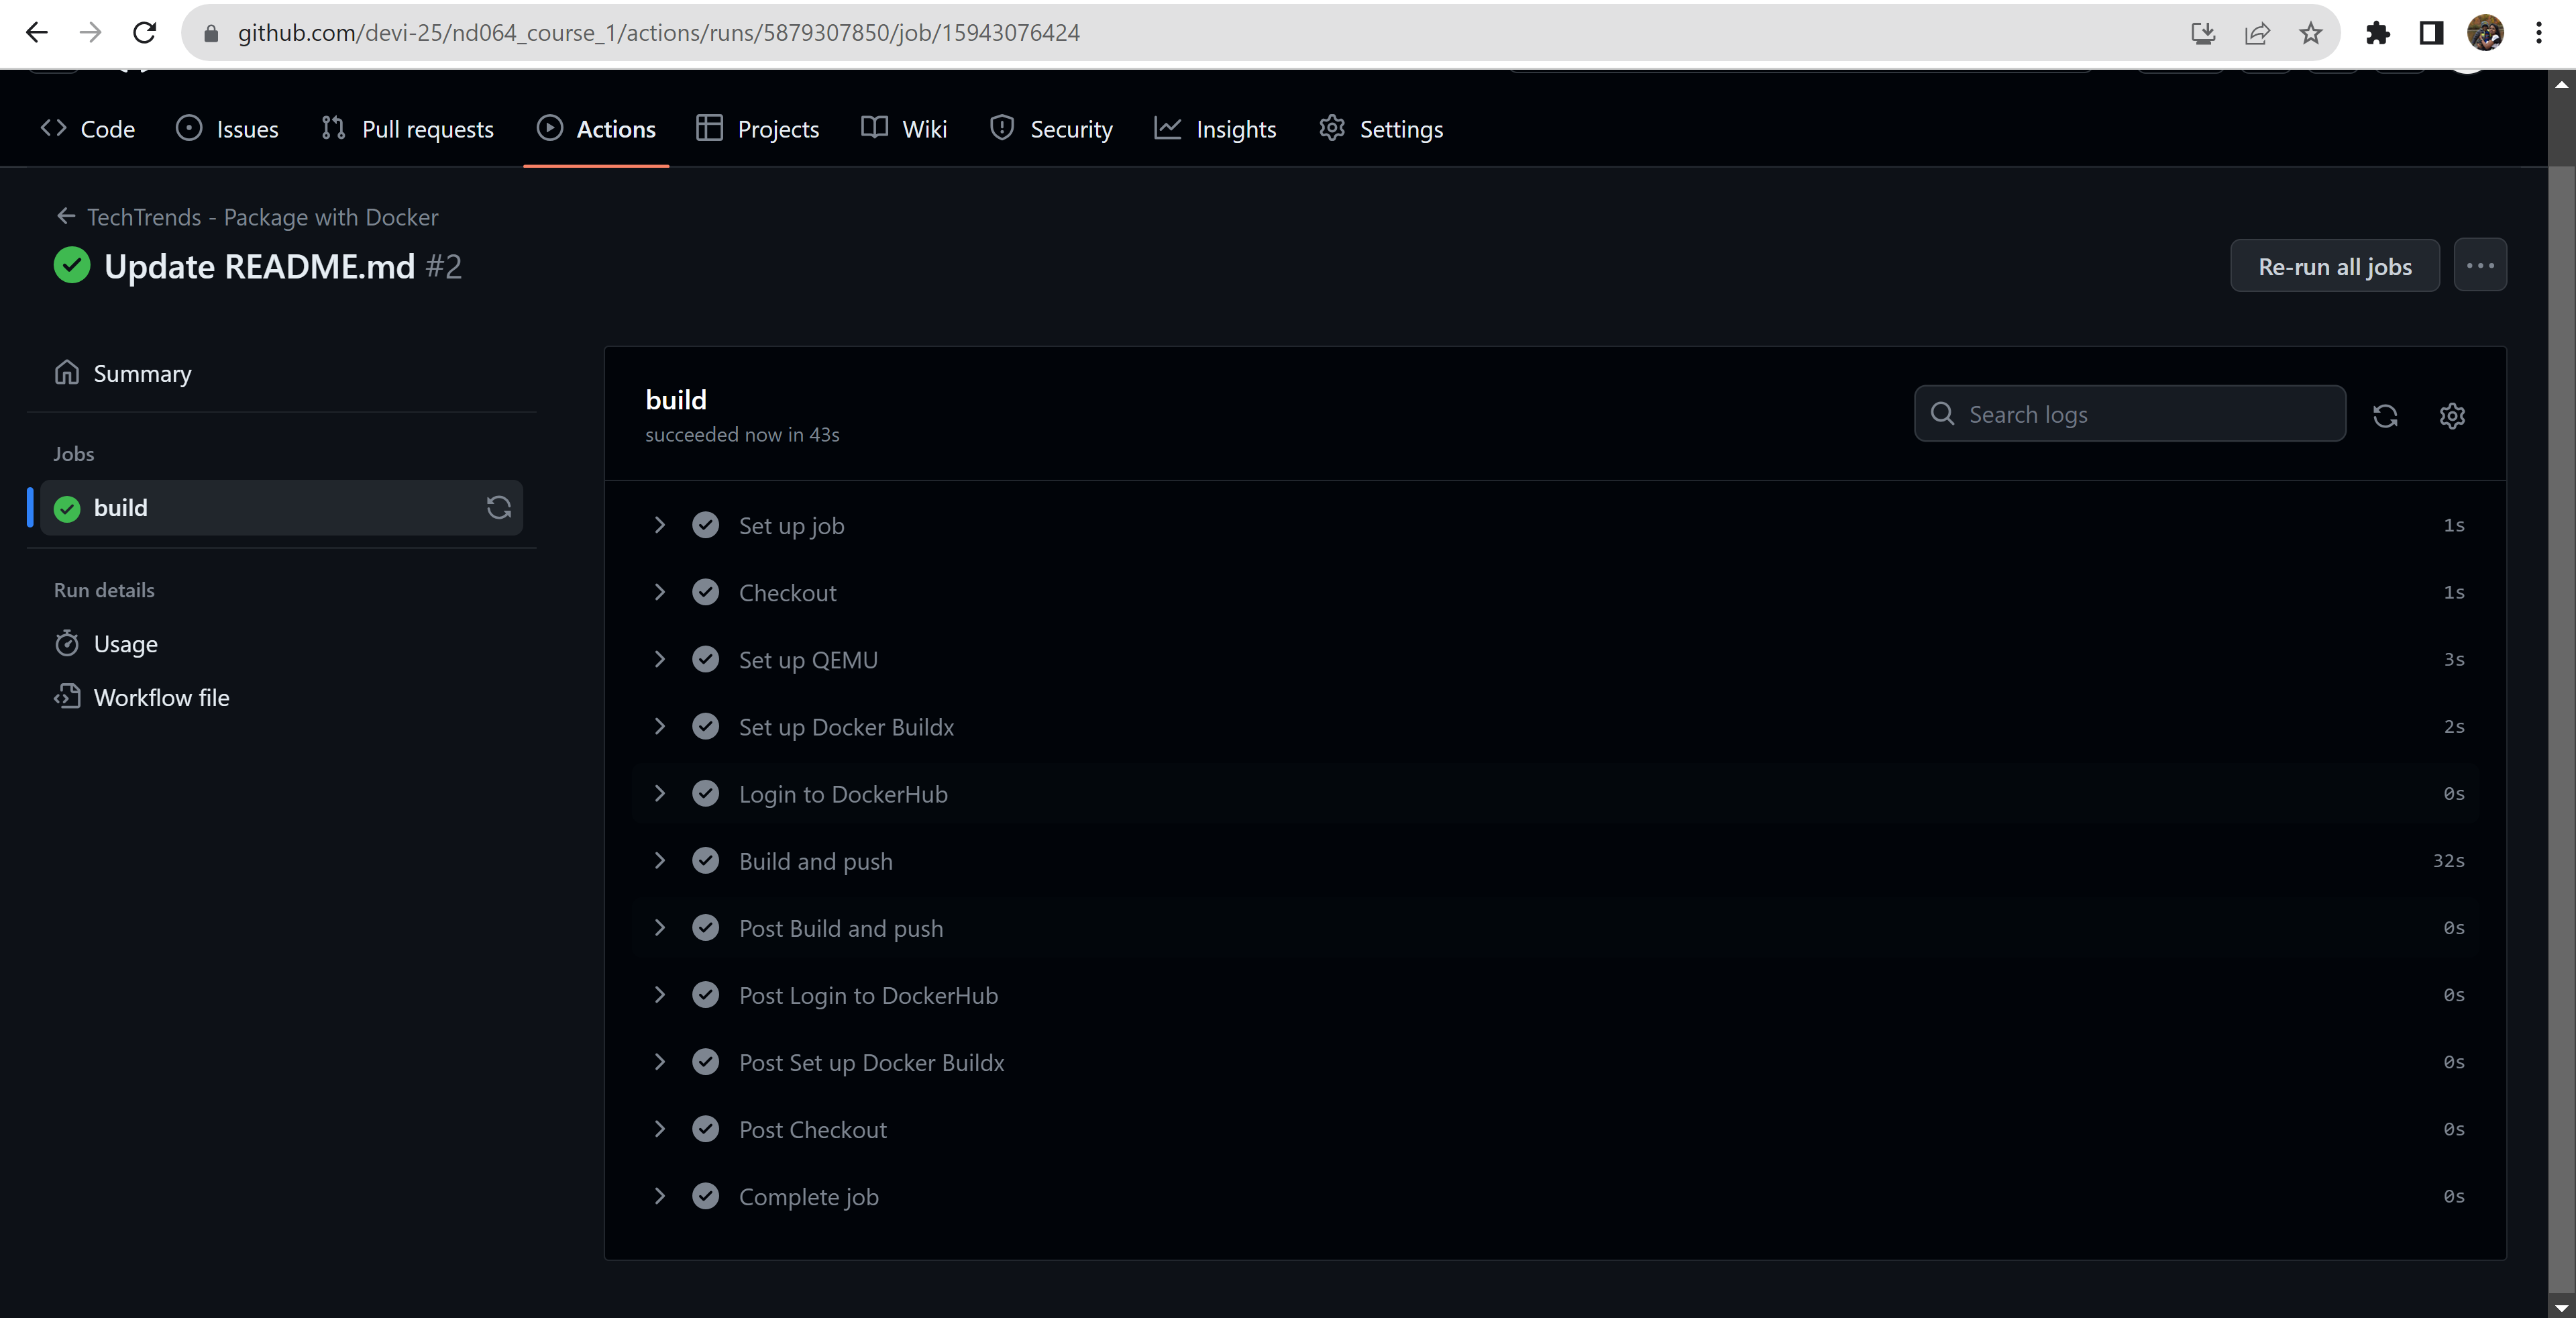 github.com/devi-25/nd064_course_1/actions/runs/5879307850/job/15943076424
Code Issues Pull requests Actions Projects Wiki Security Insights Settings
TechTrends - Package with Docker
Update README.md #2
Re-run all jobs
Summary
Jobs
build
Run details
Usage
Workflow file
build
succeeded now in 43s
Search logs
Set up job 1s
Checkout 1s
Set up QEMU 3s
Set up Docker Buildx 2s
Login to DockerHub 0s
Build and push 32s
Post Build and push 0s
Post Login to DockerHub 0s
Post Set up Docker Buildx 0s
Post Checkout 0s
Complete job 0s